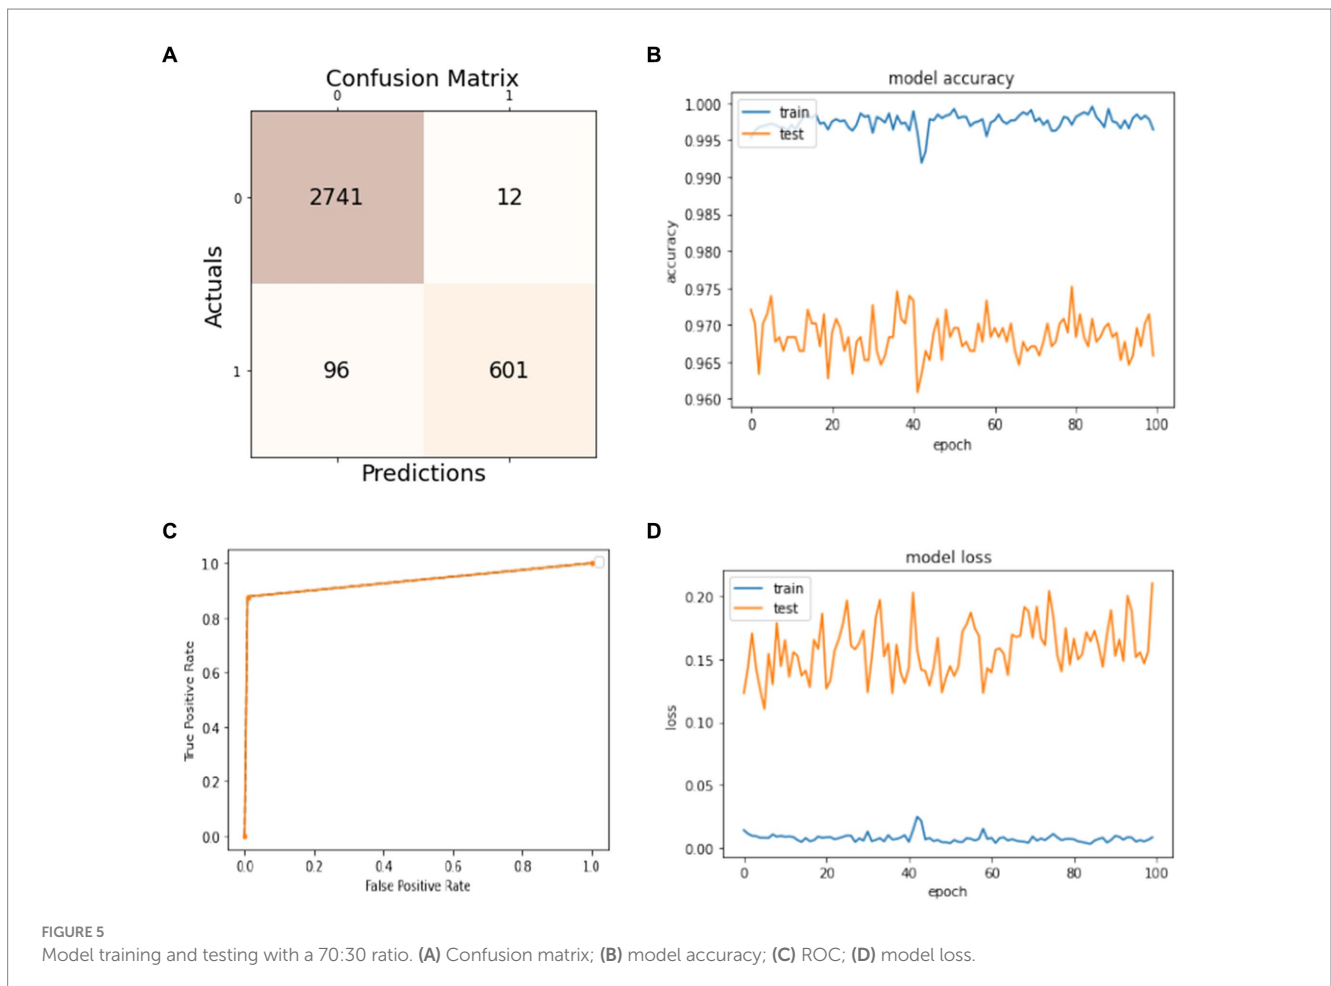 A
Confusion Matrix
0 1
0 2741 12
Actuals
1 96 601
Predictions
B
model accuracy
train
test
1.000
0.995
0.990
0.985
0.980
0.975
0.970
0.965
0.960
accuracy
0 20 40 60 80 100
epoch
C
1.0
0.8
0.6
0.4
0.2
0.0
True Positive Rate
0.0 0.2 0.4 0.6 0.8 1.0
False Positive Rate
D
model loss
train
test
0.20
0.15
0.10
0.05
0.00
loss
0 20 40 60 80 100
epoch
FIGURE 5
Model training and testing with a 70:30 ratio. (A) Confusion matrix; (B) model accuracy; (C) ROC; (D) model loss.